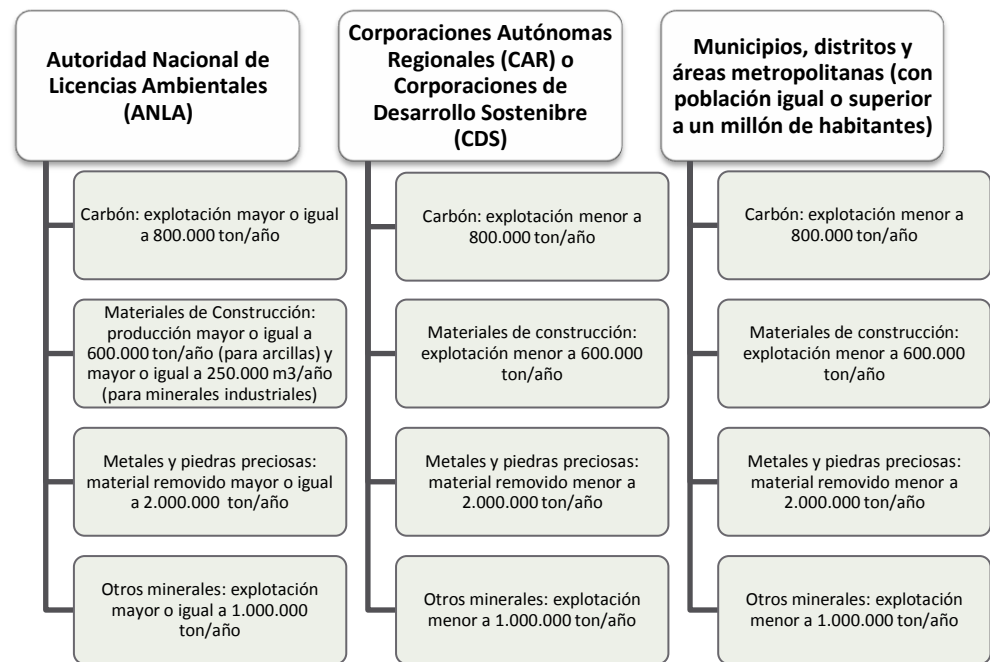 Autoridad Nacional de
Licencias Ambientales
(ANLA)
Carbón: explotación mayor o igual
a 800.000 ton/año
Materiales de Construcción:
producción mayor o igual a
600.000 ton/año (para arcillas) y
mayor o igual a 250.000 m3/año
(para minerales industriales)
Metales y piedras preciosas:
material removido mayor o igual
a 2.000.000 ton/año
Otros minerales: explotación
mayor o igual a 1.000.000
ton/año
Corporaciones Autónomas
Regionales (CAR) o
Corporaciones de
Desarrollo Sostenibre
(CDS)
Carbón: explotación menor a
800.000 ton/año
Materiales de construcción:
explotación menor a 600.000
ton/año
Metales y piedras preciosas:
material removido menor a
2.000.000 ton/año
Otros minerales: explotación
menor a 1.000.000 ton/año
Municipios, distritos y
áreas metropolitanas (con
población igual o superior
a un millón de habitantes)
Carbón: explotación menor a
800.000 ton/año
Materiales de construcción:
explotación menor a 600.000
ton/año
Metales y piedras preciosas:
material removido menor a
2.000.000 ton/año
Otros minerales: explotación
menor a 1.000.000 ton/año